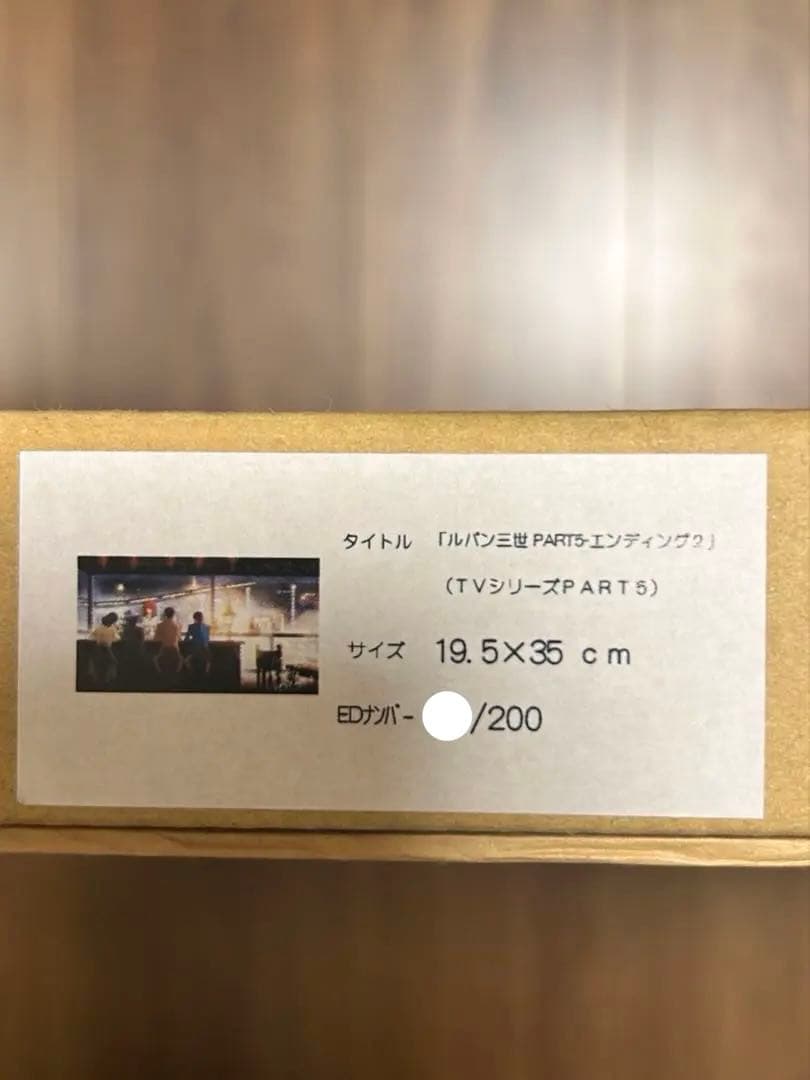 タイトル 「ルパン三世 PART5-エンディング2」
(TVシリーズPART5)
サイズ 19.5×35 cm
EDナンバー /200